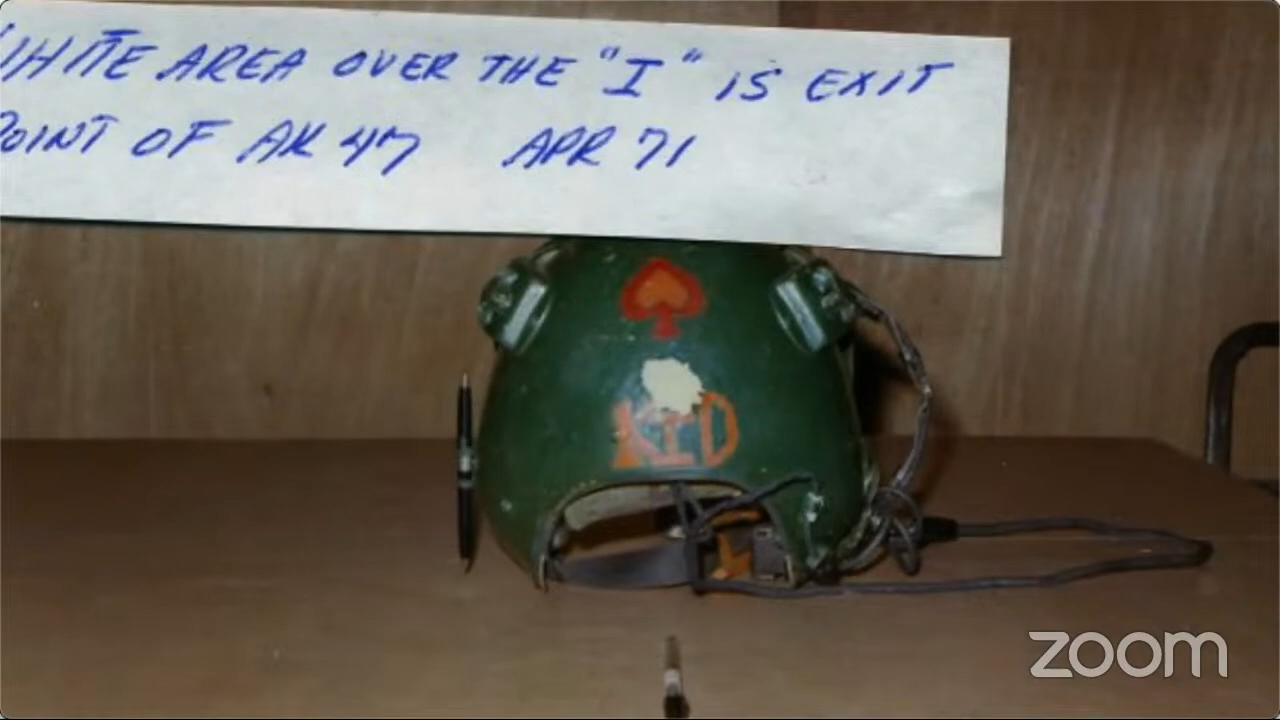 WHITE AREA OVER THE "I" IS EXIT
POINT OF AK 47 APR 71
KID
zoom